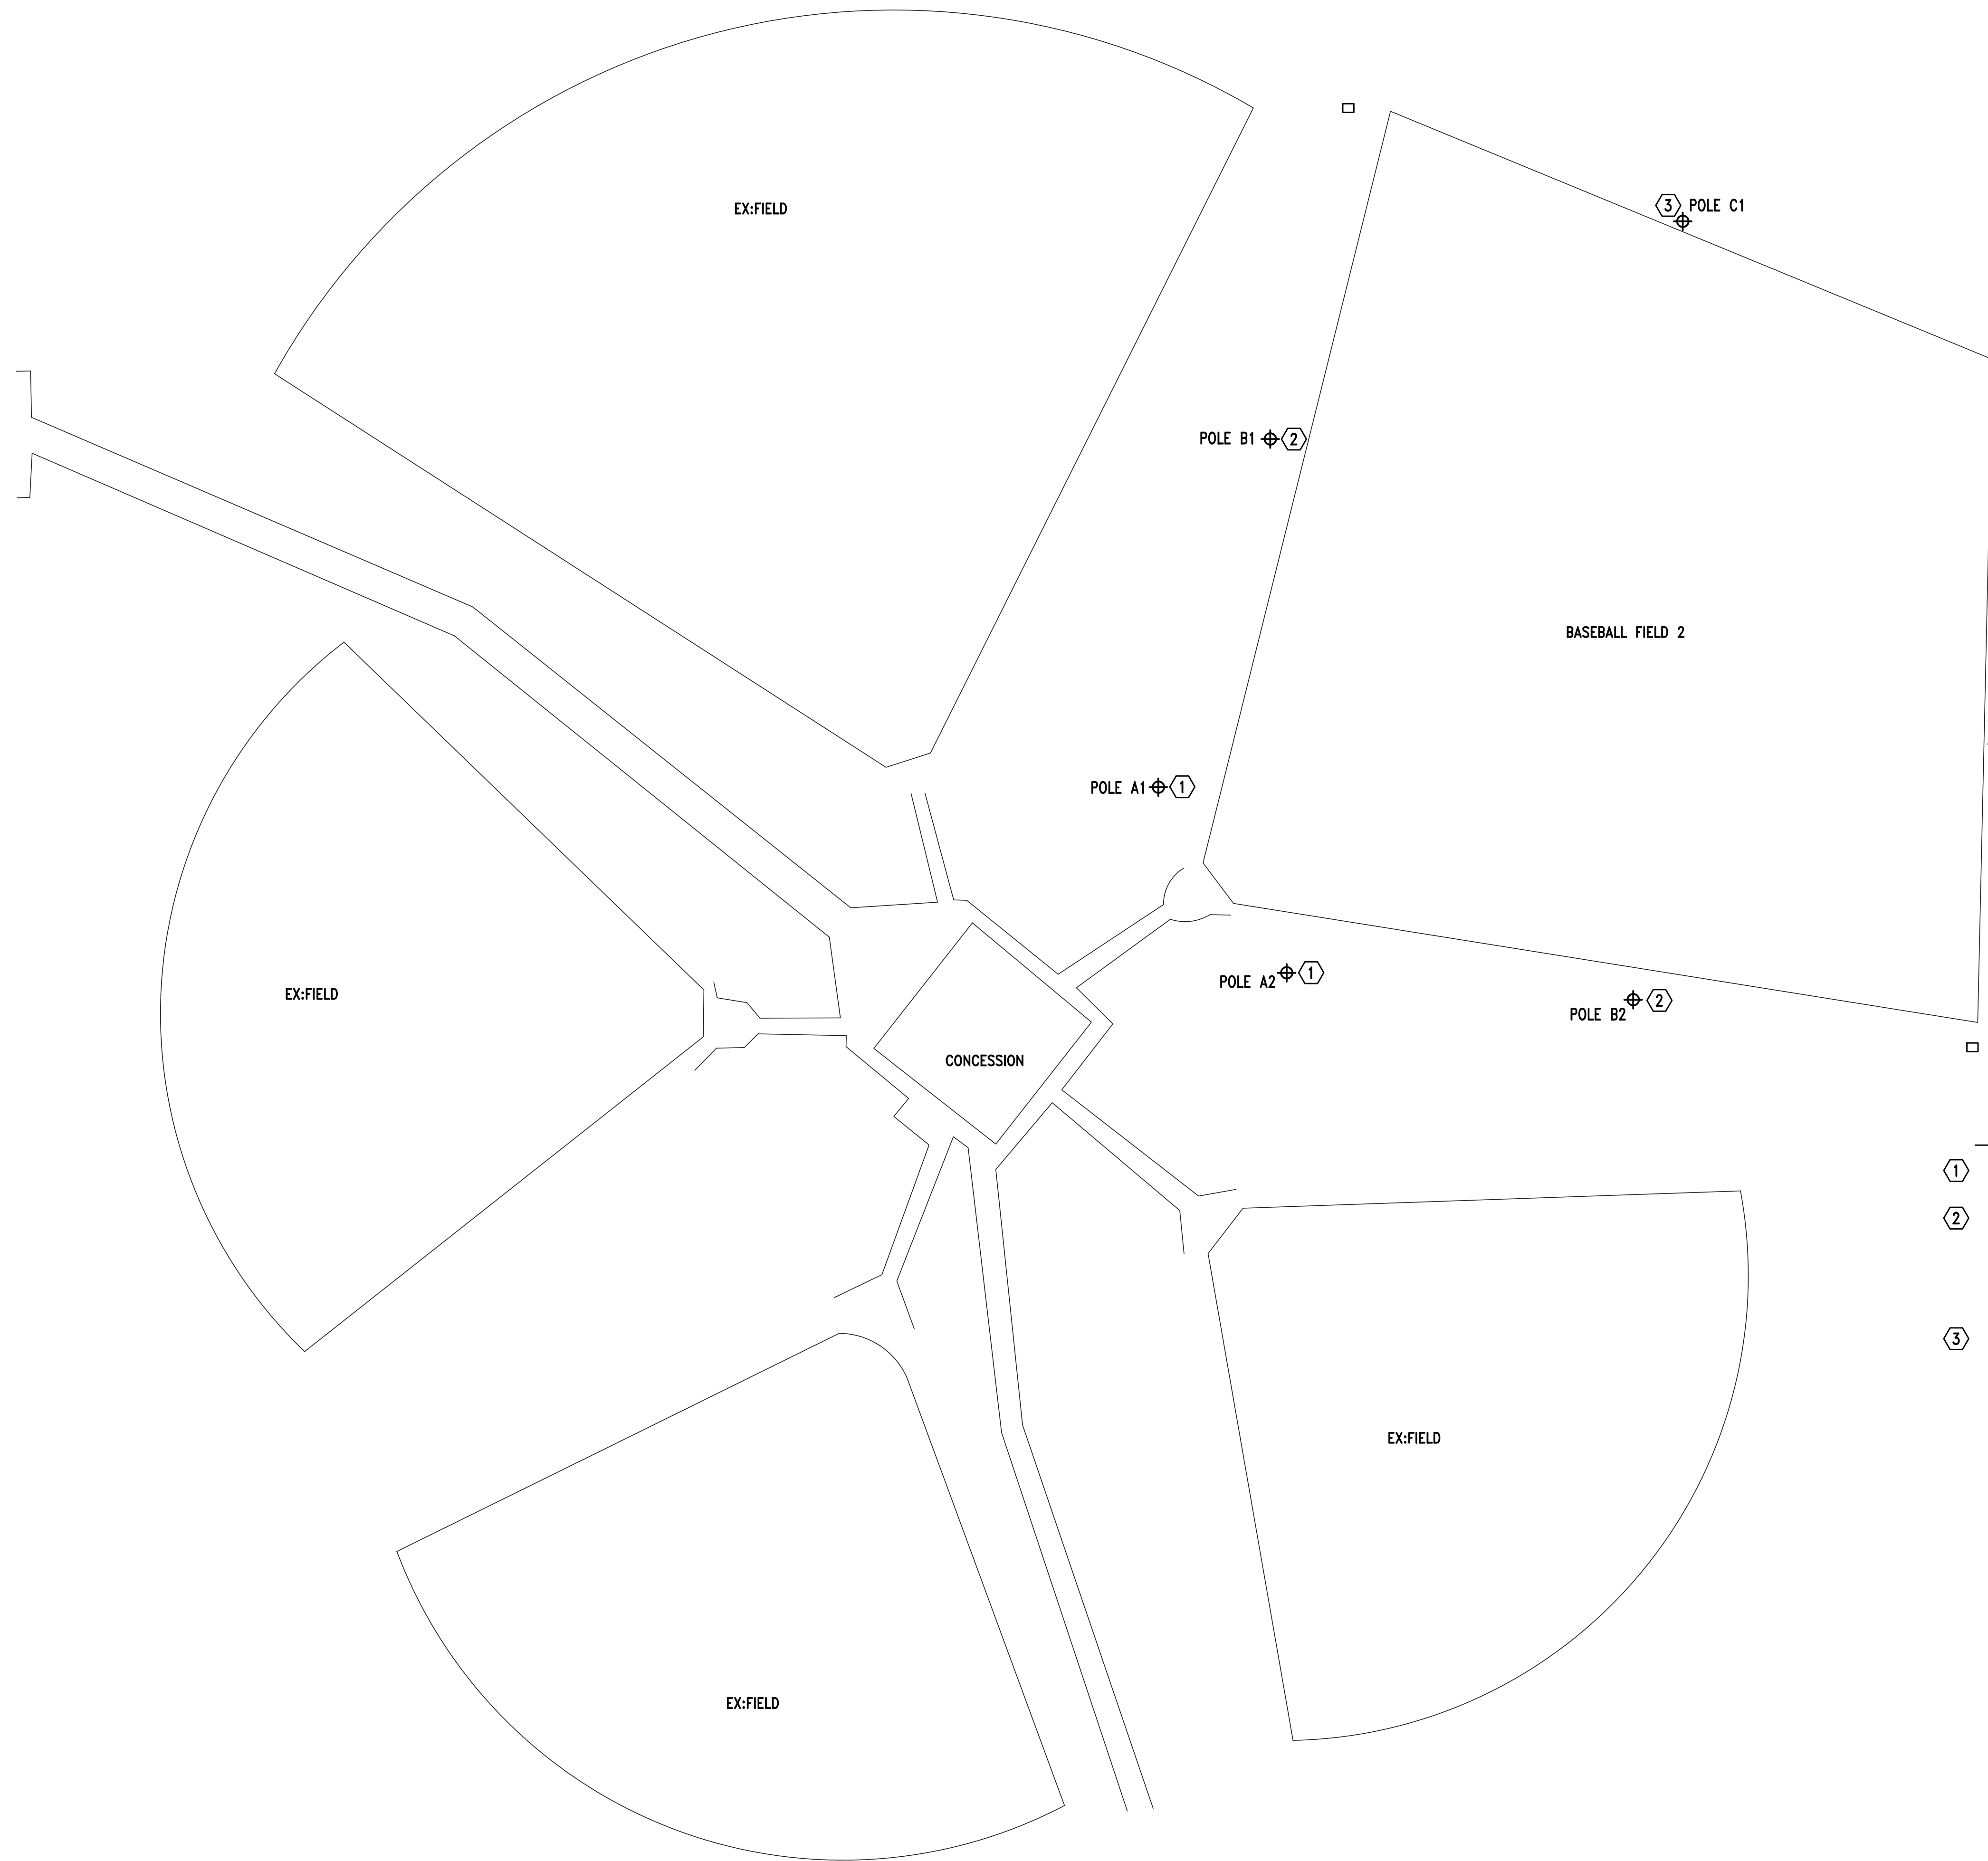 EX:FIELD
3 POLE C1
POLE B1 2
BASEBALL FIELD 2
POLE A1 1
POLE A2 1
EX:FIELD
POLE B2 2
CONCESSION
1
2
3
EX:FIELD
EX:FIELD